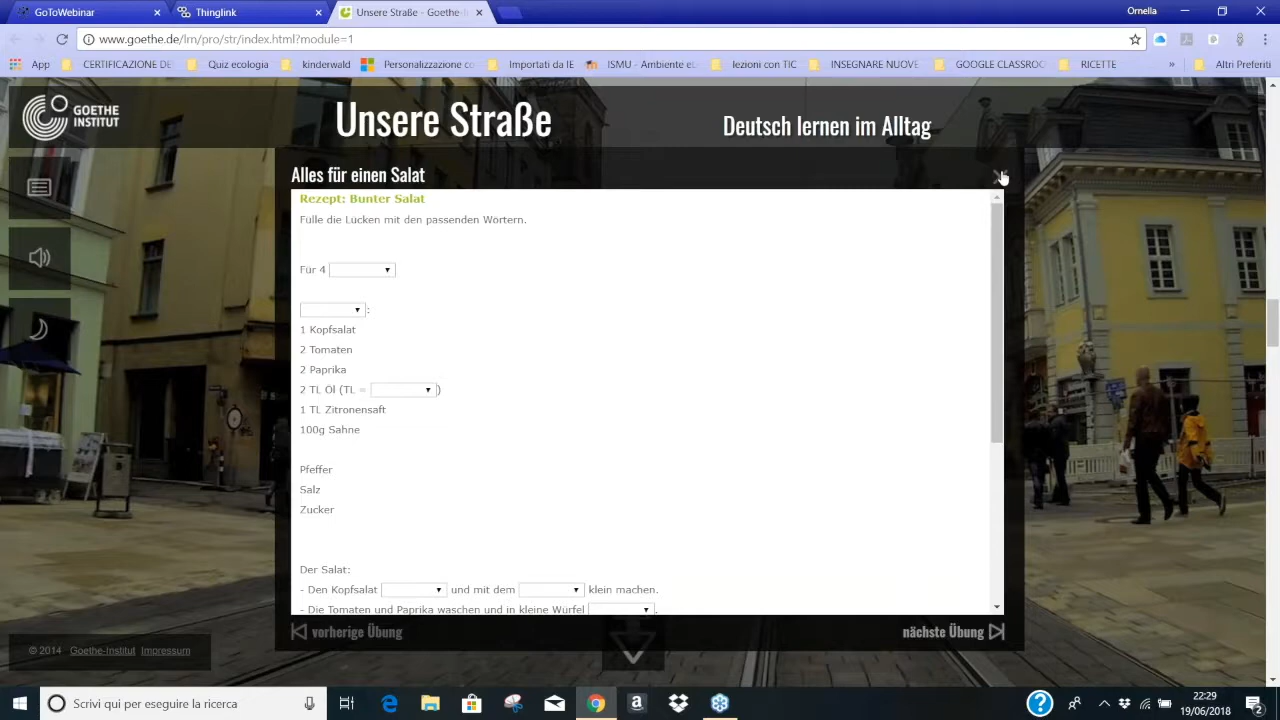 GoToWebinar
Thinglink
Unsere Straße - Goethe-In
Ornella
www.goethe.de/lrn/pro/str/index.html?module=1
App
CERTIFICAZIONE DE
Quiz ecologia
kinderwald
Personalizzazione co
Importati da IE
ISMU - Ambiente e
lezioni con TIC
INSEGNARE NUOVE
GOOGLE CLASSRO
RICETTE
»
Altri Preferiti
GOETHE
INSTITUT
Unsere Straße
Deutsch lernen im Alltag
Alles für einen Salat
Rezept: Bunter Salat
Fülle die Lücken mit den passenden Wörtern.
Für 4
:
1 Kopfsalat
2 Tomaten
2 Paprika
2 TL Öl (TL = )
1 TL Zitronensaft
100g Sahne
Pfeffer
Salz
Zucker
Der Salat:
- Den Kopfsalat und mit dem klein machen.
- Die Tomaten und Paprika waschen und in kleine Würfel .
vorherige Übung
nächste Übung
© 2014 Goethe-Institut Impressum
Scrivi qui per eseguire la ricerca
22:29
19/06/2018
2